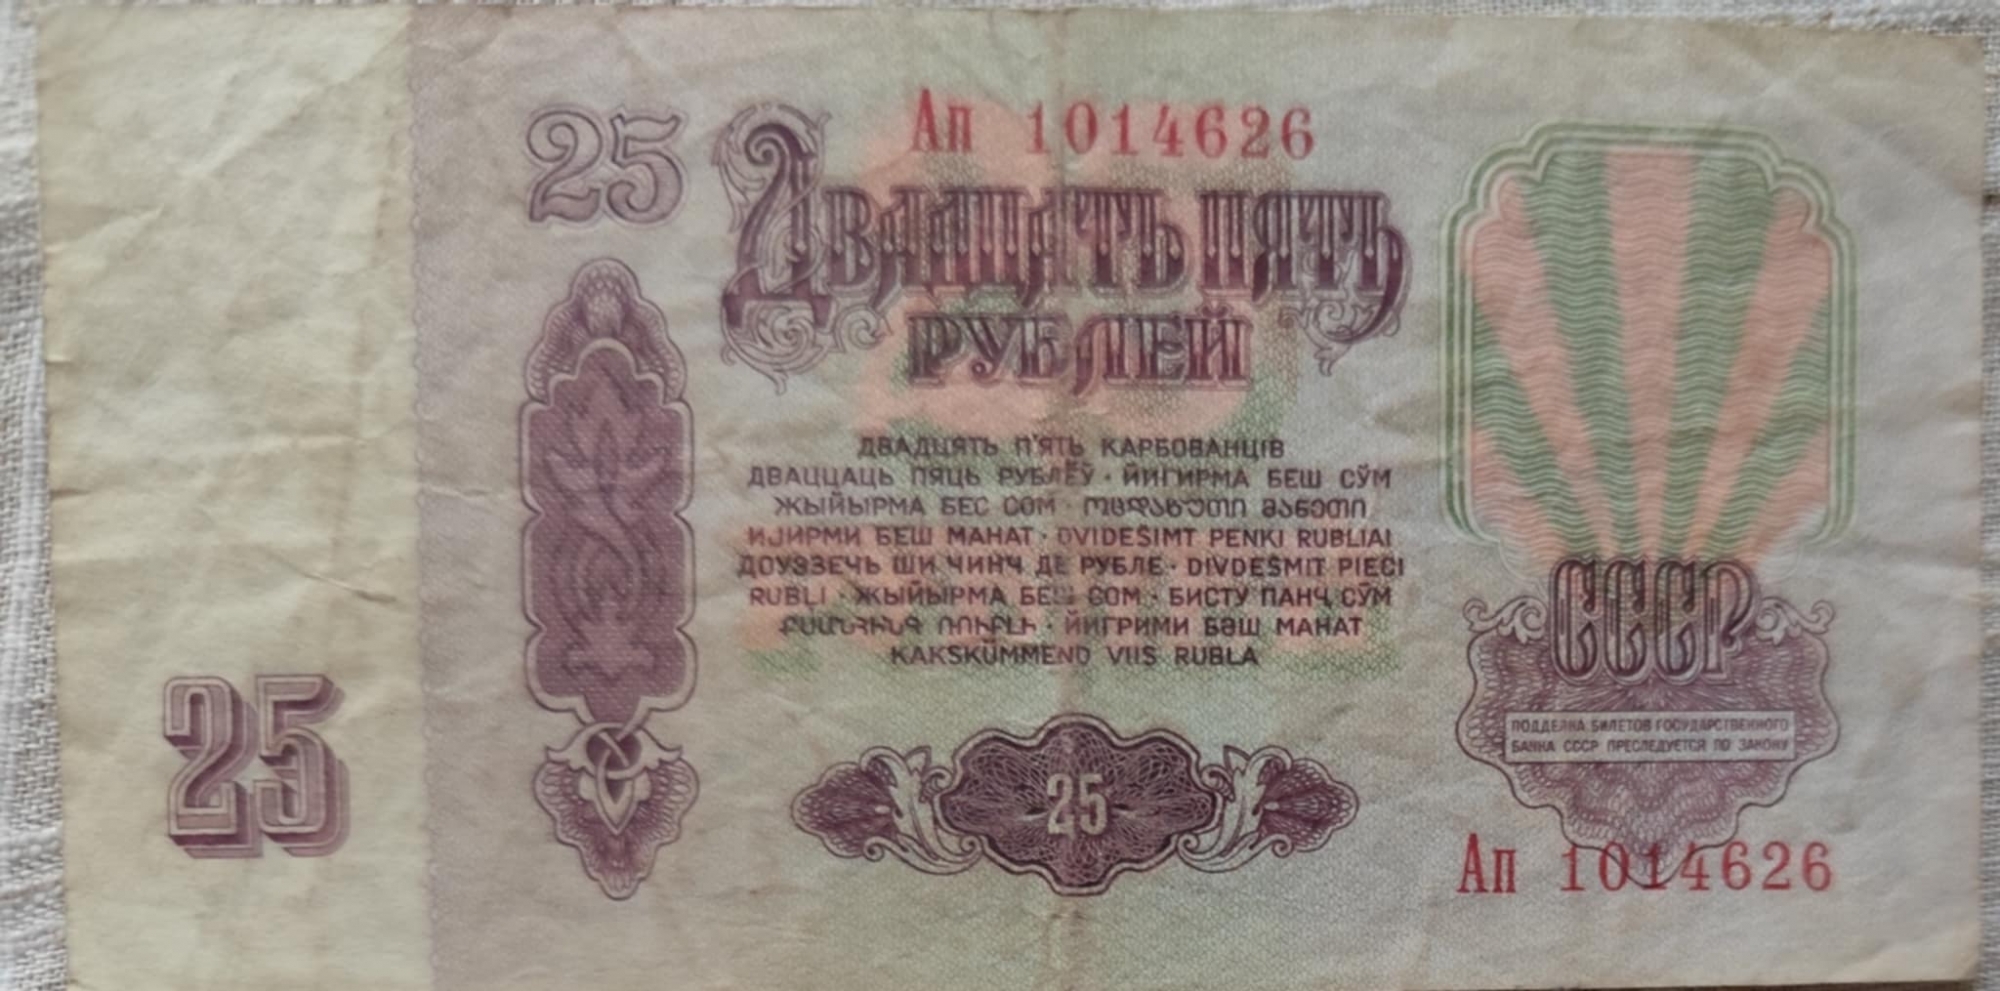 25
Ап 1014626
Двадцать пять
рублей
ДВАДЦЯТЬ П'ЯТЬ КАРБОВАНЦІВ
ДВАЦЦАЦЬ ПЯЦЬ РУБЛЁЎ · ЙИГИРМА БЕШ СЎМ
ЖЫЙЫРМА БЕС СОМ · ოცდახუთი მანეთი
ИЈИРМИ БЕШ МАНАТ · DVIDEŠIMT PENKI RUBLIAI
ДОУЭЗЕЧЬ ШИ ЧИНЧ ДЕ РУБЛЕ · DIVDESMIT PIECI
RUBĻI · ЖЫЙЫРМА БЕШ СОМ · БИСТУ ПАНҶ СЎМ
ՔՍԱՆՀԻՆԳ ՌՈՒԲԼԻ · ЙИГРИМИ БӘШ МАНАТ
KAKSKÜMMEND VIIS RUBLA
25
25
СССР
ПОДДЕЛКА БИЛЕТОВ ГОСУДАРСТВЕННОГО
БАНКА СССР ПРЕСЛЕДУЕТСЯ ПО ЗАКОНУ
Ап 1014626